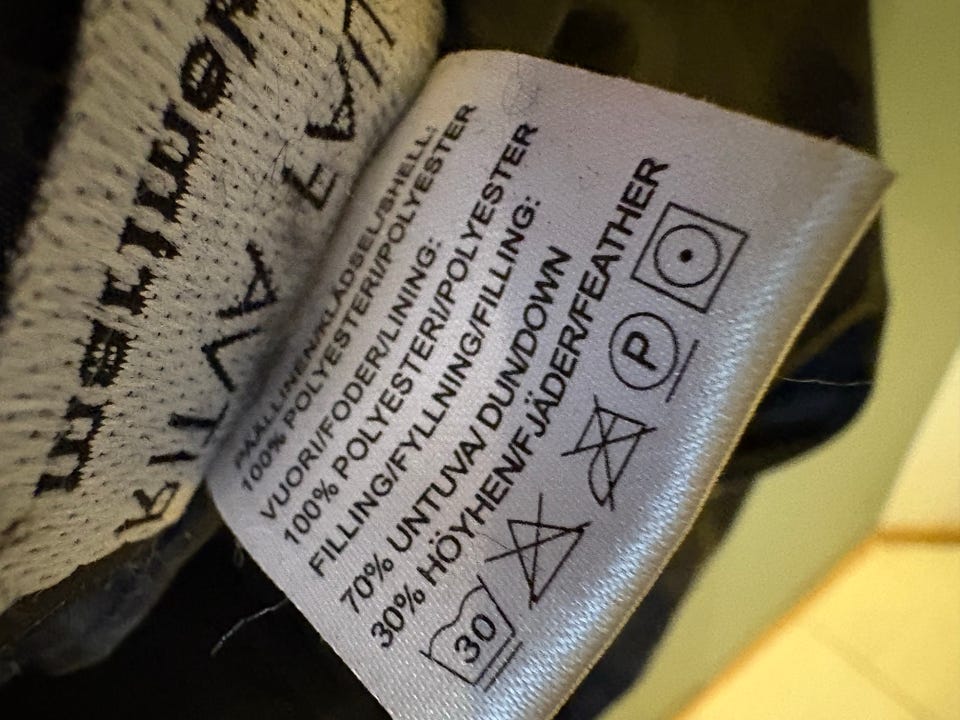 PÄÄLLINEN/KLÄDSEL/SHELL:
100% POLYESTERI/POLYESTER
VUORI/FODER/LINING:
100% POLYESTERI/POLYESTER
FILLING/FYLLNING/FILLING:
70% UNTUVA/ DUN/DOWN
30% HÖYHEN/FJÄDER/FEATHER
30 P